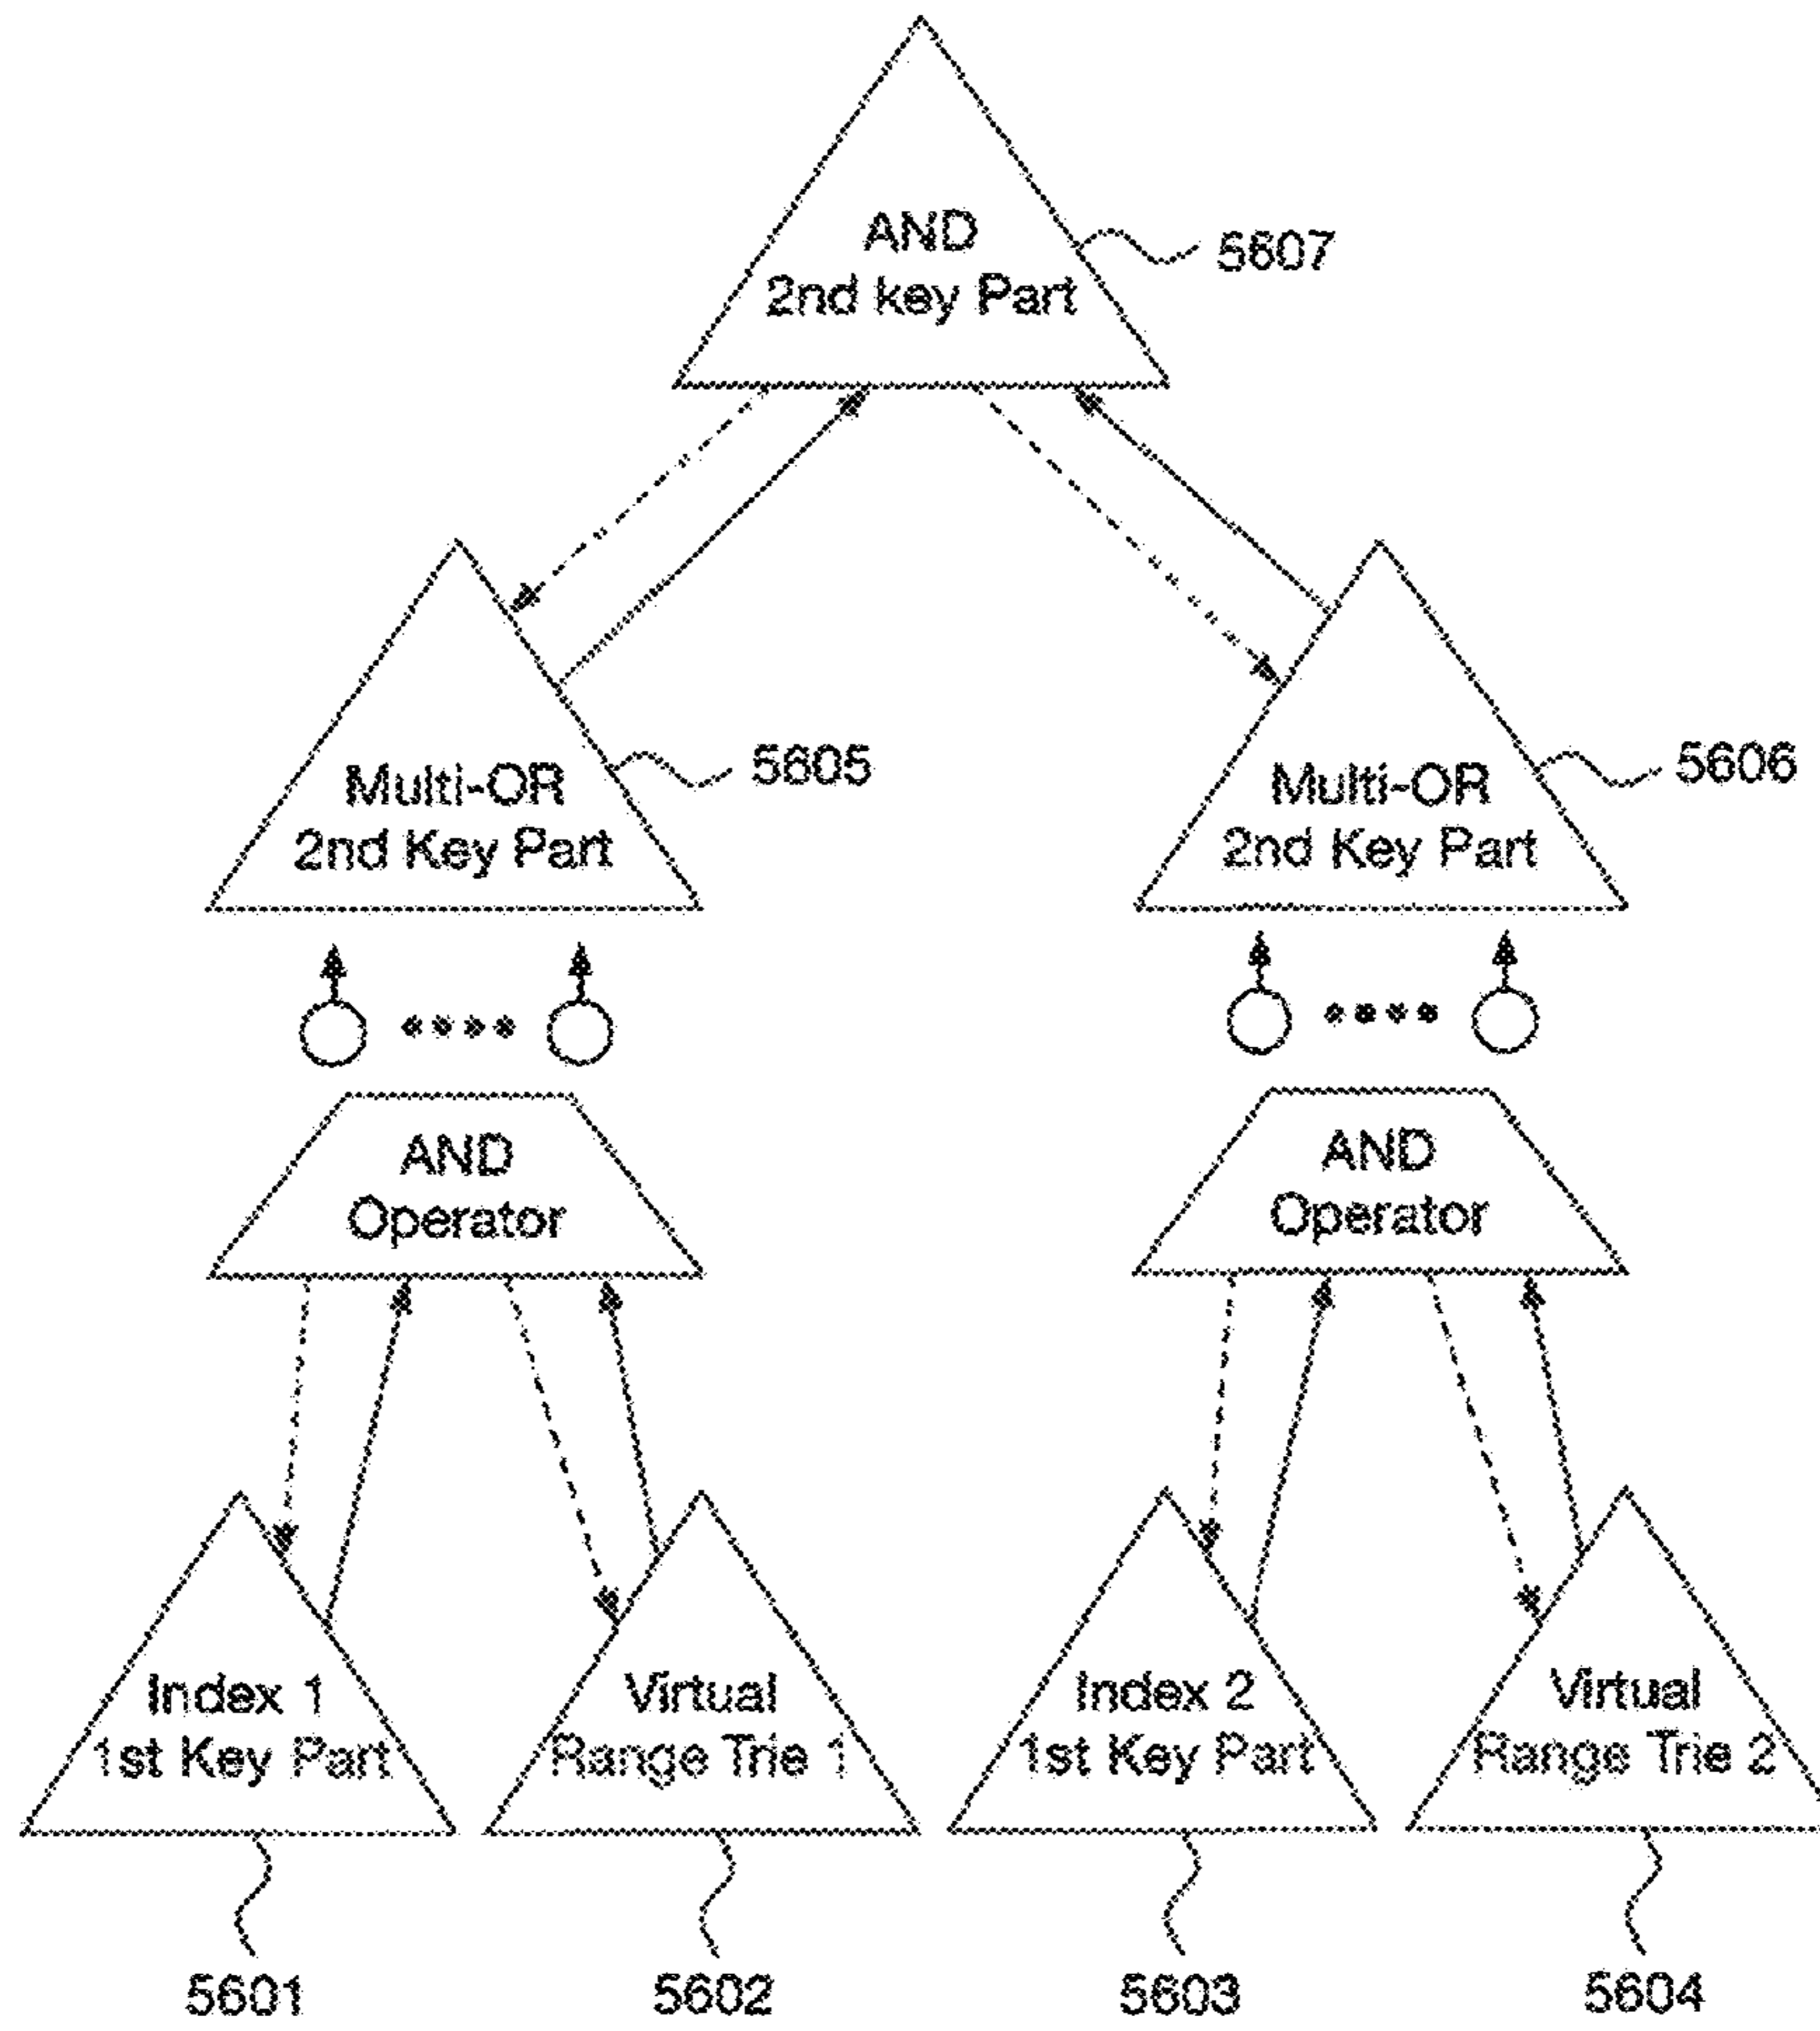 AND
2nd key Part
5607
Multi-OR
2nd Key Part
5605
Multi-OR
2nd Key Part
5606
AND
Operator
AND
Operator
Index 1
1st Key Part
Virtual
Range Trie 1
Index 2
1st Key Part
Virtual
Range Trie 2
5601
5602
5603
5604